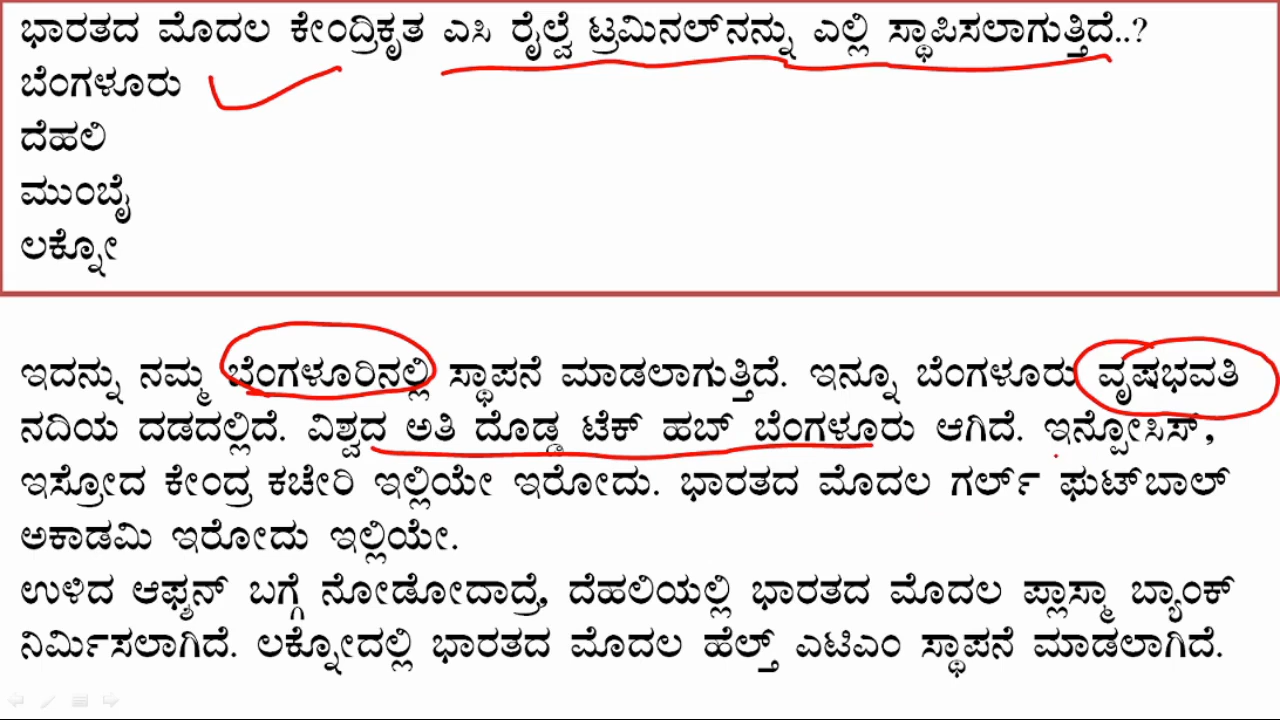 ಭಾರತದ ಮೊದಲ ಕೇಂದ್ರಿಕೃತ ಎಸಿ ರೈಲ್ವೆ ಟ್ರಮಿನಲ್‌ನನ್ನು ಎಲ್ಲಿ ಸ್ಥಾಪಿಸಲಾಗುತ್ತಿದೆ..?
ಬೆಂಗಳೂರು
ದೆಹಲಿ
ಮುಂಬೈ
ಲಕ್ನೋ
ಇದನ್ನು ನಮ್ಮ ಬೆಂಗಳೂರಿನಲ್ಲಿ ಸ್ಥಾಪನೆ ಮಾಡಲಾಗುತ್ತಿದೆ. ಇನ್ನೂ ಬೆಂಗಳೂರು ವೃಷಭವತಿ
ನದಿಯ ದಡದಲ್ಲಿದೆ. ವಿಶ್ವದ ಅತಿ ದೊಡ್ಡ ಟೆಕ್ ಹಬ್ ಬೆಂಗಳೂರು ಆಗಿದೆ. ಇನ್ಪೋಸಿಸ್,
ಇಸ್ರೋದ ಕೇಂದ್ರ ಕಚೇರಿ ಇಲ್ಲಿಯೇ ಇರೋದು. ಭಾರತದ ಮೊದಲ ಗರ್ಲ್ ಫುಟ್‌ಬಾಲ್
ಅಕಾಡಮಿ ಇರೋದು ಇಲ್ಲಿಯೇ.
ಉಳಿದ ಆಫ್ಶನ್ ಬಗ್ಗೆ ನೋಡೋದಾದ್ರೆ, ದೆಹಲಿಯಲ್ಲಿ ಭಾರತದ ಮೊದಲ ಪ್ಲಾಸ್ಮಾ ಬ್ಯಾಂಕ್
ನಿರ್ಮಿಸಲಾಗಿದೆ. ಲಕ್ನೋದಲ್ಲಿ ಭಾರತದ ಮೊದಲ ಹೆಲ್ತ್ ಎಟಿಎಂ ಸ್ಥಾಪನೆ ಮಾಡಲಾಗಿದೆ.